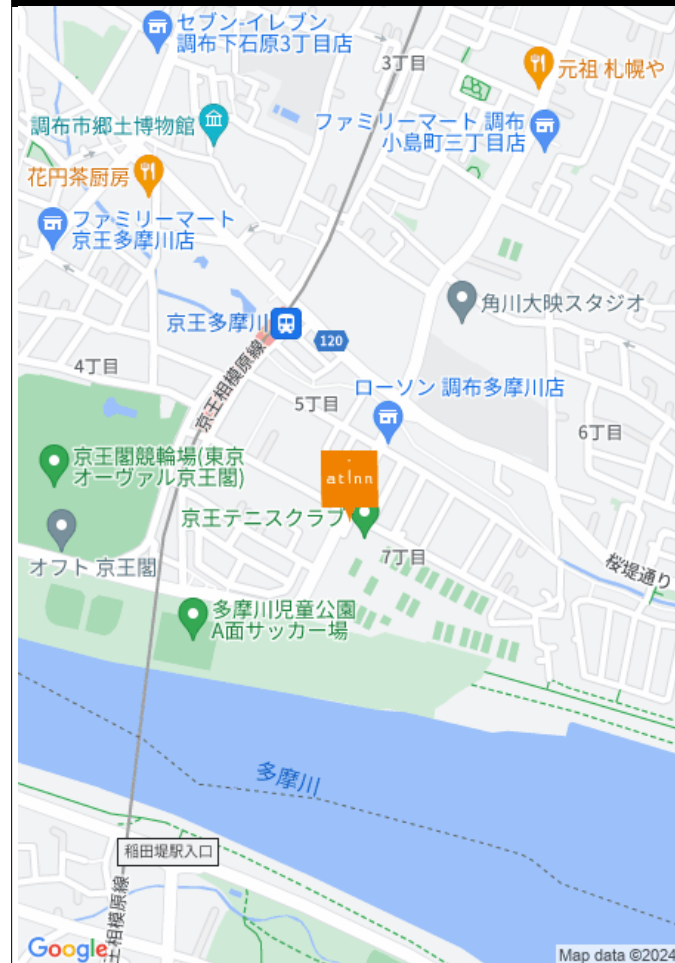 セブン-イレブン
調布下石原3丁目店
3丁目
元祖 札幌や
調布市郷土博物館
ファミリーマート 調布
小島町三丁目店
花円茶厨房
ファミリーマート
京王多摩川店
角川大映スタジオ
京王多摩川
120
4丁目
京王相模原線
5丁目
ローソン 調布多摩川店
6丁目
京王閣競輪場(東京
オーヴァル京王閣)
at inn
京王テニスクラブ
オフト 京王閣
7丁目
桜堤通り
多摩川児童公園
A面サッカー場
多摩川
稲田堤駅入口
王相模原線
Google
Map data ©2024